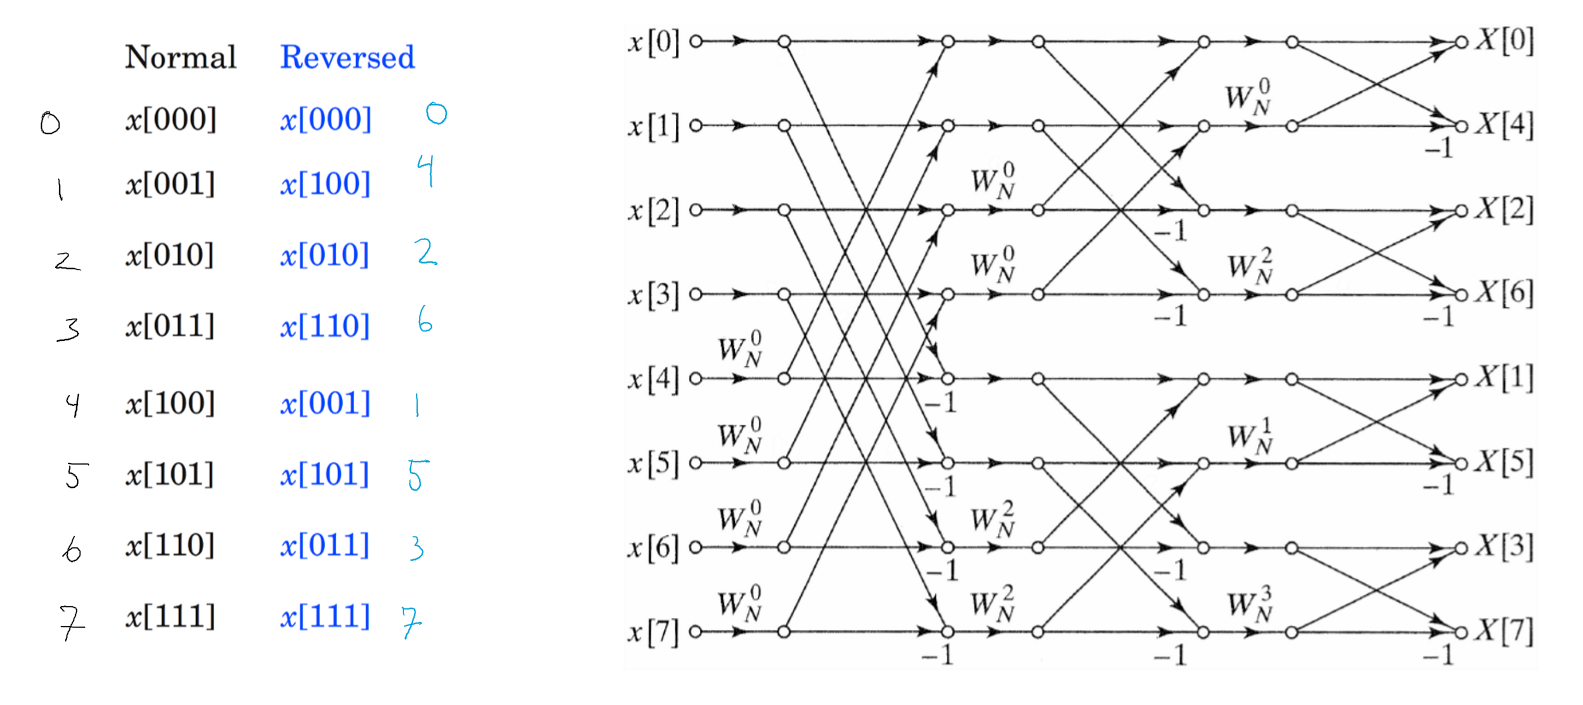 Normal Reversed
0 x[000] x[000] 0
1 x[001] x[100] 4
2 x[010] x[010] 2
3 x[011] x[110] 6
4 x[100] x[001] 1
5 x[101] x[101] 5
6 x[110] x[011] 3
7 x[111] x[111] 7
x[0] X[0]
W_N^0
x[1] X[4]
-1
W_N^0
x[2] X[2]
-1
W_N^0 W_N^2
x[3] X[6]
-1 -1
W_N^0
x[4] X[1]
-1
W_N^0 W_N^1
x[5] X[5]
-1 -1
W_N^0 W_N^2
x[6] X[3]
-1 -1
W_N^0 W_N^2 W_N^3
x[7] X[7]
-1 -1 -1